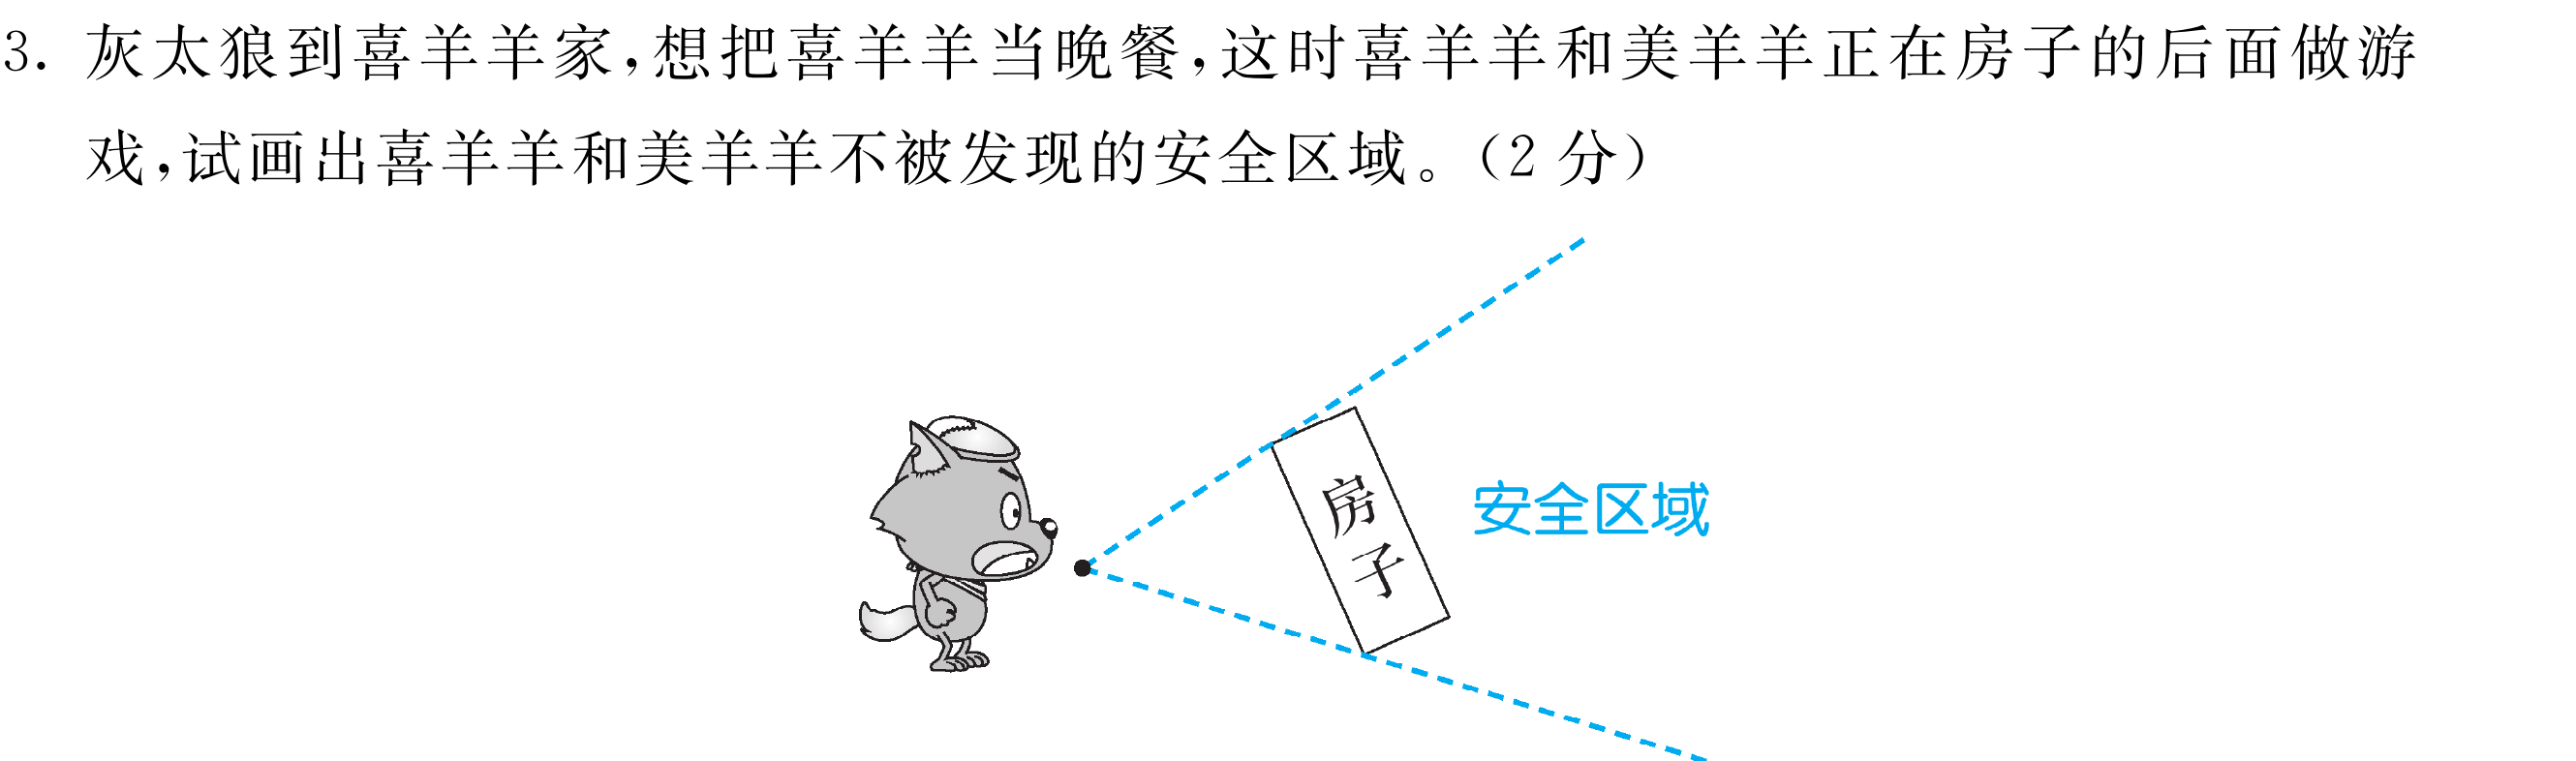 3. 灰太狼到喜羊羊家,想把喜羊羊当晚餐,这时喜羊羊和美羊羊正在房子的后面做游
戏,试画出喜羊羊和美羊羊不被发现的安全区域。(2 分)
房子
安全区域